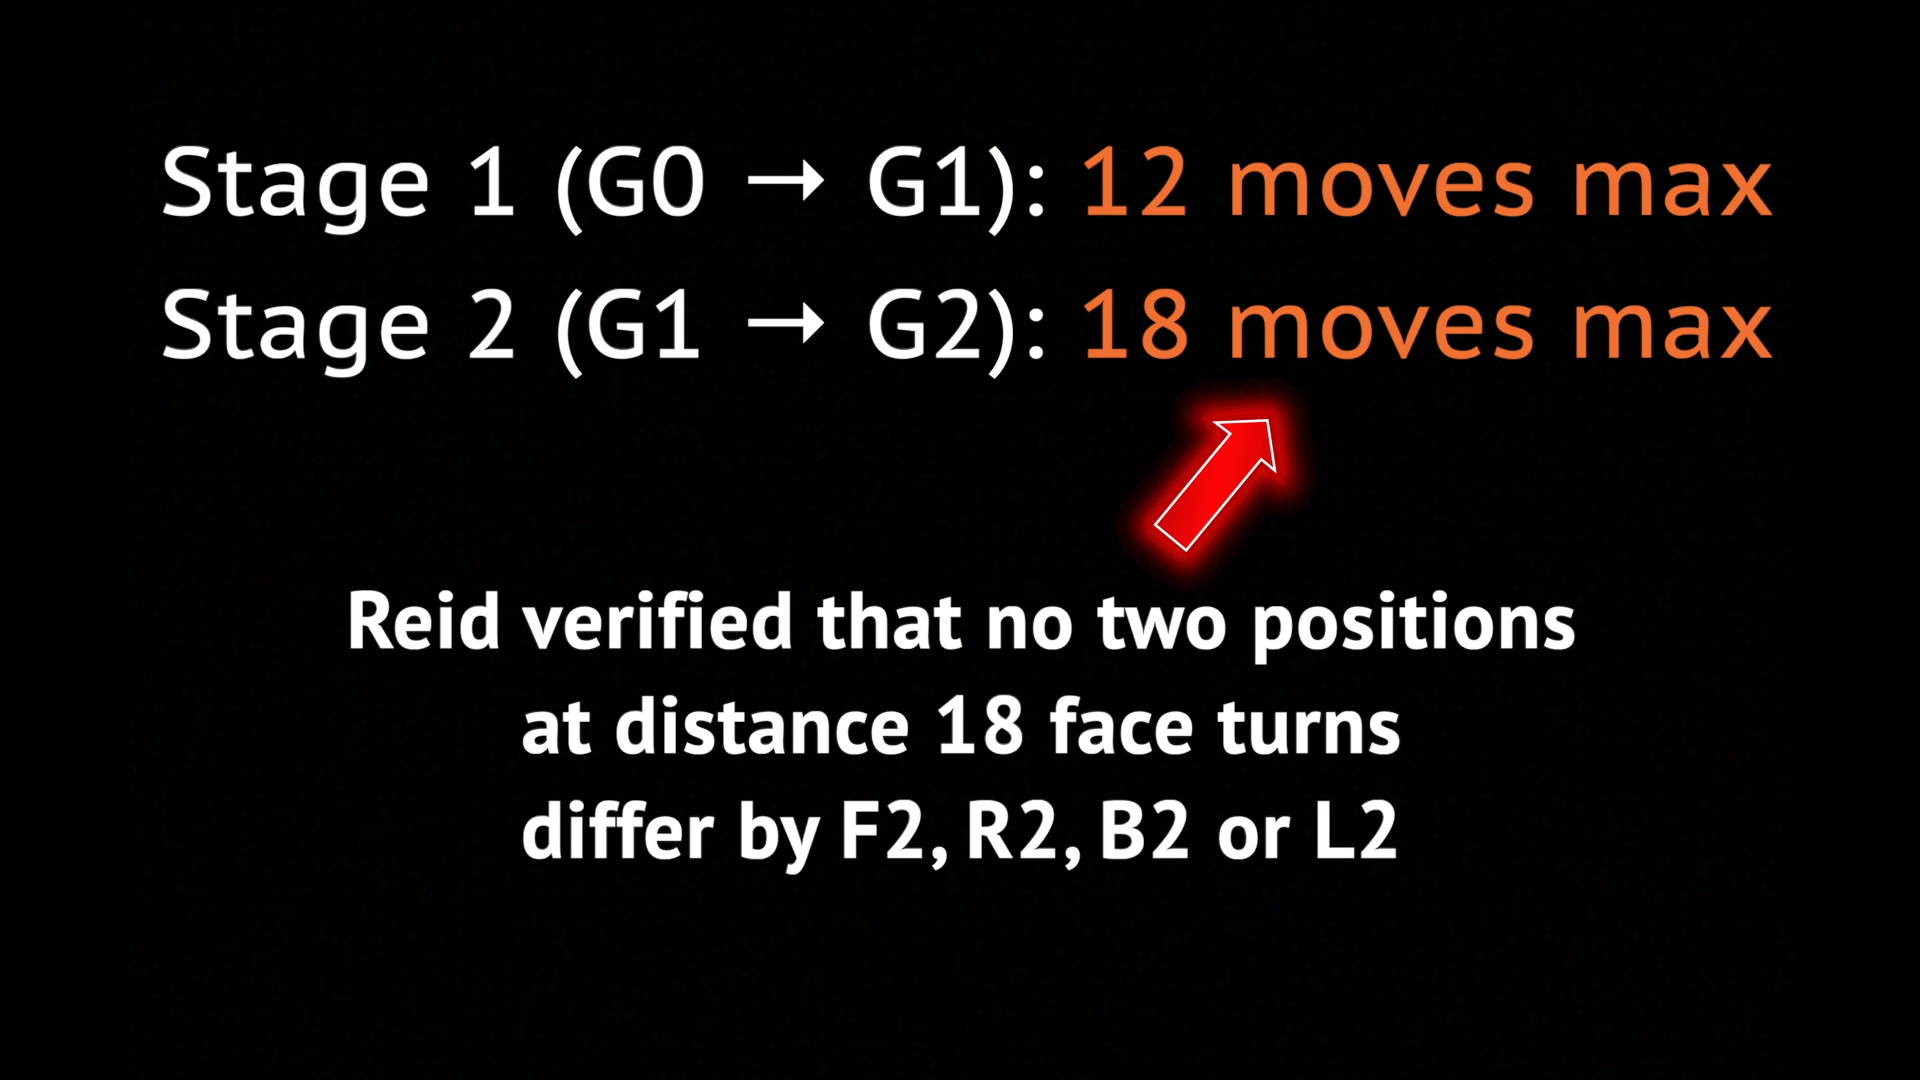 Stage 1 (G0 → G1): 12 moves max
Stage 2 (G1 → G2): 18 moves max
Reid verified that no two positions
at distance 18 face turns
differ by F2, R2, B2 or L2